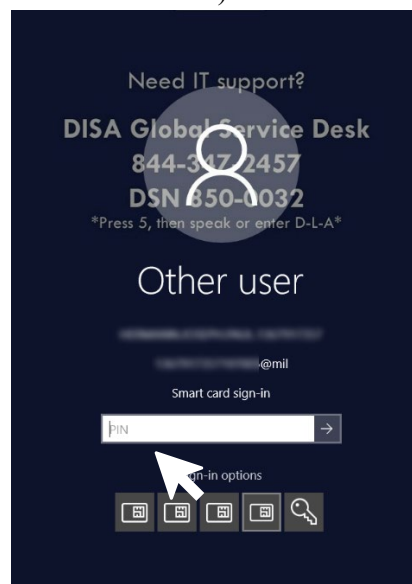 Need IT support?
DISA Global Service Desk
844-347-2457
DSN 850-0032
*Press 5, then speak or enter D-L-A*
Other user
@mil
Smart card sign-in
PIN
gn-in options